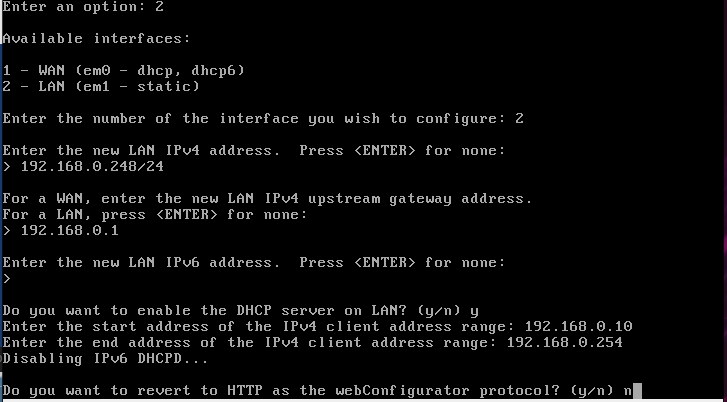 Enter an option: 2
Available interfaces:
1 - WAN (em0 - dhcp, dhcp6)
2 - LAN (em1 - static)
Enter the number of the interface you wish to configure: 2
Enter the new LAN IPv4 address.  Press <ENTER> for none:
> 192.168.0.248/24
For a WAN, enter the new LAN IPv4 upstream gateway address.
For a LAN, press <ENTER> for none:
> 192.168.0.1
Enter the new LAN IPv6 address.  Press <ENTER> for none:
>
Do you want to enable the DHCP server on LAN? (y/n) y
Enter the start address of the IPv4 client address range: 192.168.0.10
Enter the end address of the IPv4 client address range: 192.168.0.254
Disabling IPv6 DHCPD...
Do you want to revert to HTTP as the webConfigurator protocol? (y/n) n